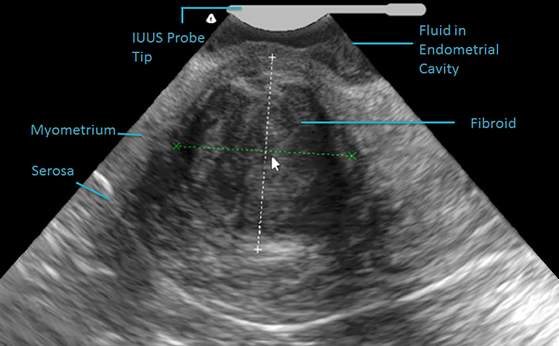 IUUS Probe
Tip
Fluid in
Endometrial
Cavity
Myometrium
Fibroid
Serosa